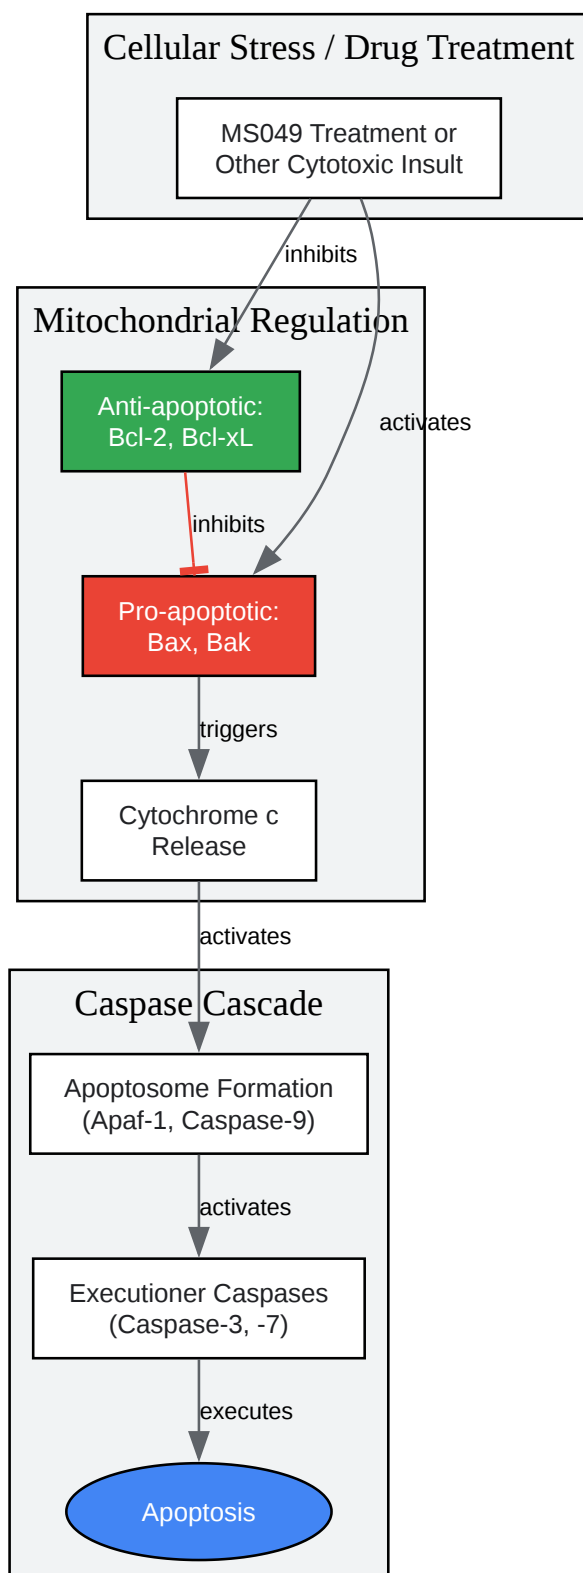 Cellular Stress / Drug Treatment
MS049 Treatment or
Other Cytotoxic Insult
inhibits
Mitochondrial Regulation
Anti-apoptotic:
Bcl-2, Bcl-xL
activates
inhibits
Pro-apoptotic:
Bax, Bak
triggers
Cytochrome c
Release
activates
Caspase Cascade
Apoptosome Formation
(Apaf-1, Caspase-9)
activates
Executioner Caspases
(Caspase-3, -7)
executes
Apoptosis